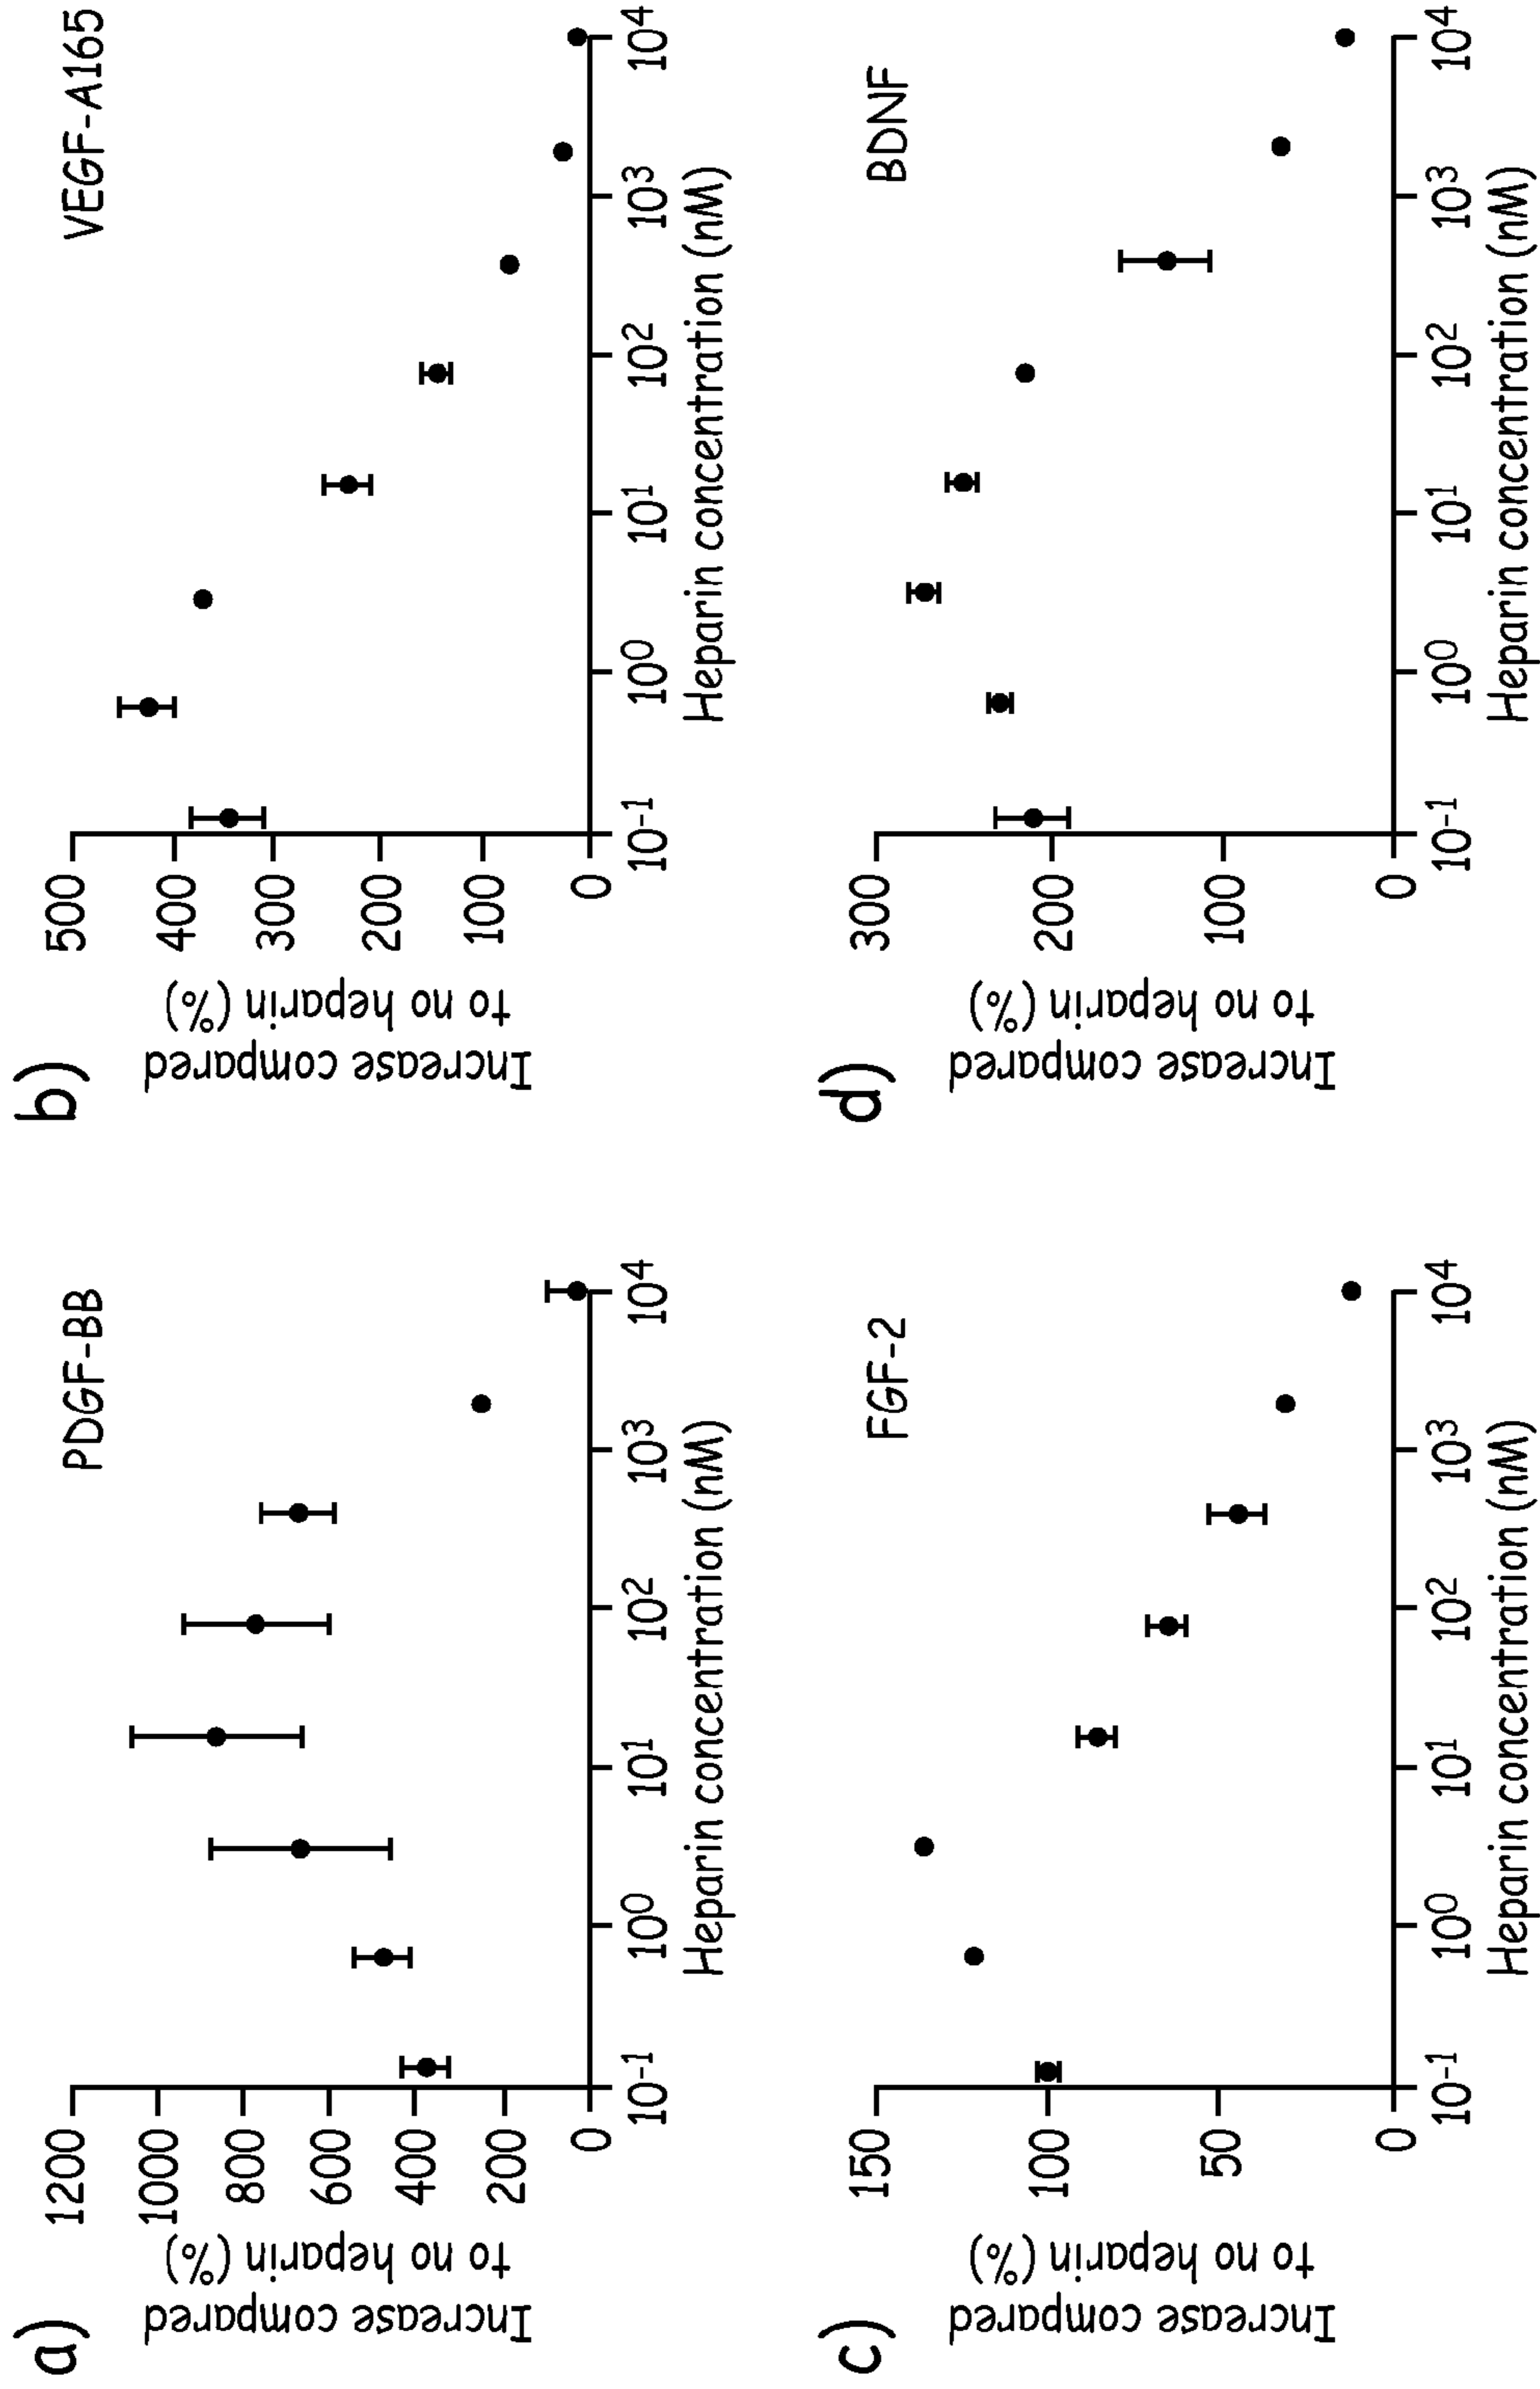 a)
PDGF-BB
Increase compared
to no heparin (%)
1200
1000
800
600
400
200
0
10-1
100
101
102
103
104
Heparin concentration (nM)
b)
VEGF-A165
Increase compared
to no heparin (%)
500
400
300
200
100
0
10-1
100
101
102
103
104
Heparin concentration (nM)
c)
FGF-2
Increase compared
to no heparin (%)
150
100
50
0
10-1
100
101
102
103
104
Heparin concentration (nM)
d)
BDNF
Increase compared
to no heparin (%)
300
200
100
0
10-1
100
101
102
103
104
Heparin concentration (nM)